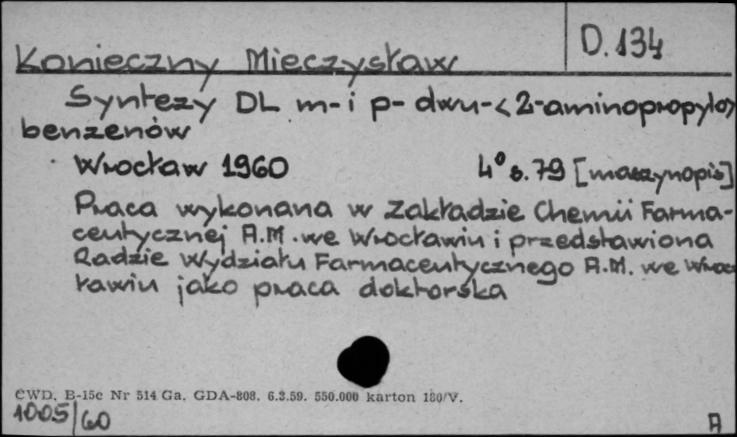 D.134
Konieczny Mieczysław
Syntezy DL m- i p- dwu-<2-aminopropylo>
benzenów
Wrocław 1960 4° s. 79 [maszynopis]
Praca wykonana w Zakładzie Chemii Farma-
ceutycznej A.M. we Wrocławiu i przedstawiona
Radzie Wydziału Farmaceutycznego A.M. we Wroc
ławiu jako praca doktorska
CWD. B-15c Nr 514 Ga. GDA-808. 6.3.59. 550.000 karton 180/V.
1005/60
A